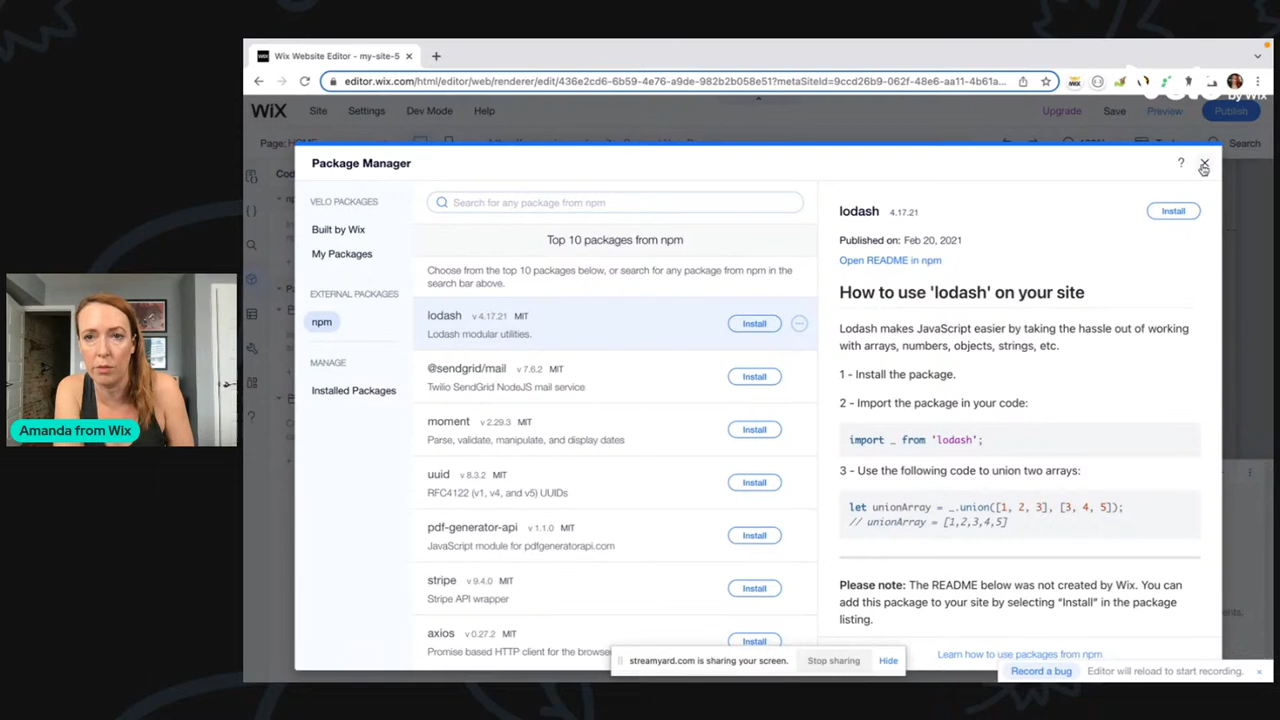 Wix Website Editor - my-site-5
editor.wix.com/html/editor/web/renderer/edit/436e2cd6-6b59-4e76-a9de-982b2b058e51?metaSiteId=9ccd26b9-062f-48e6-aa11-4b61a...
by Wix
WiX Site Settings Dev Mode Help Upgrade Save Preview Publish
Page: HOME Search
Package Manager ?
VELO PACKAGES
Built by Wix
My Packages
EXTERNAL PACKAGES
npm
MANAGE
Installed Packages
Search for any package from npm
Top 10 packages from npm
Choose from the top 10 packages below, or search for any package from npm in the
search bar above.
lodash v 4.17.21 MIT
Lodash modular utilities.
Install
@sendgrid/mail v 7.6.2 MIT
Twilio SendGrid NodeJS mail service
Install
moment v 2.29.3 MIT
Parse, validate, manipulate, and display dates
Install
uuid v 8.3.2 MIT
RFC4122 (v1, v4, and v5) UUIDs
Install
pdf-generator-api v 1.1.0 MIT
JavaScript module for pdfgeneratorapi.com
Install
stripe v 9.4.0 MIT
Stripe API wrapper
Install
axios v 0.27.2 MIT
Promise based HTTP client for the browser
Install
lodash 4.17.21
Install
Published on: Feb 20, 2021
Open README in npm
How to use 'lodash' on your site
Lodash makes JavaScript easier by taking the hassle out of working
with arrays, numbers, objects, strings, etc.
1 - Install the package.
2 - Import the package in your code:
import _ from 'lodash';
3 - Use the following code to union two arrays:
let unionArray = _.union([1, 2, 3], [3, 4, 5]);
// unionArray = [1,2,3,4,5]
Please note: The README below was not created by Wix. You can
add this package to your site by selecting “Install” in the package
listing.
Learn how to use packages from npm
streamyard.com is sharing your screen. Stop sharing Hide
Record a bug Editor will reload to start recording.
Amanda from Wix